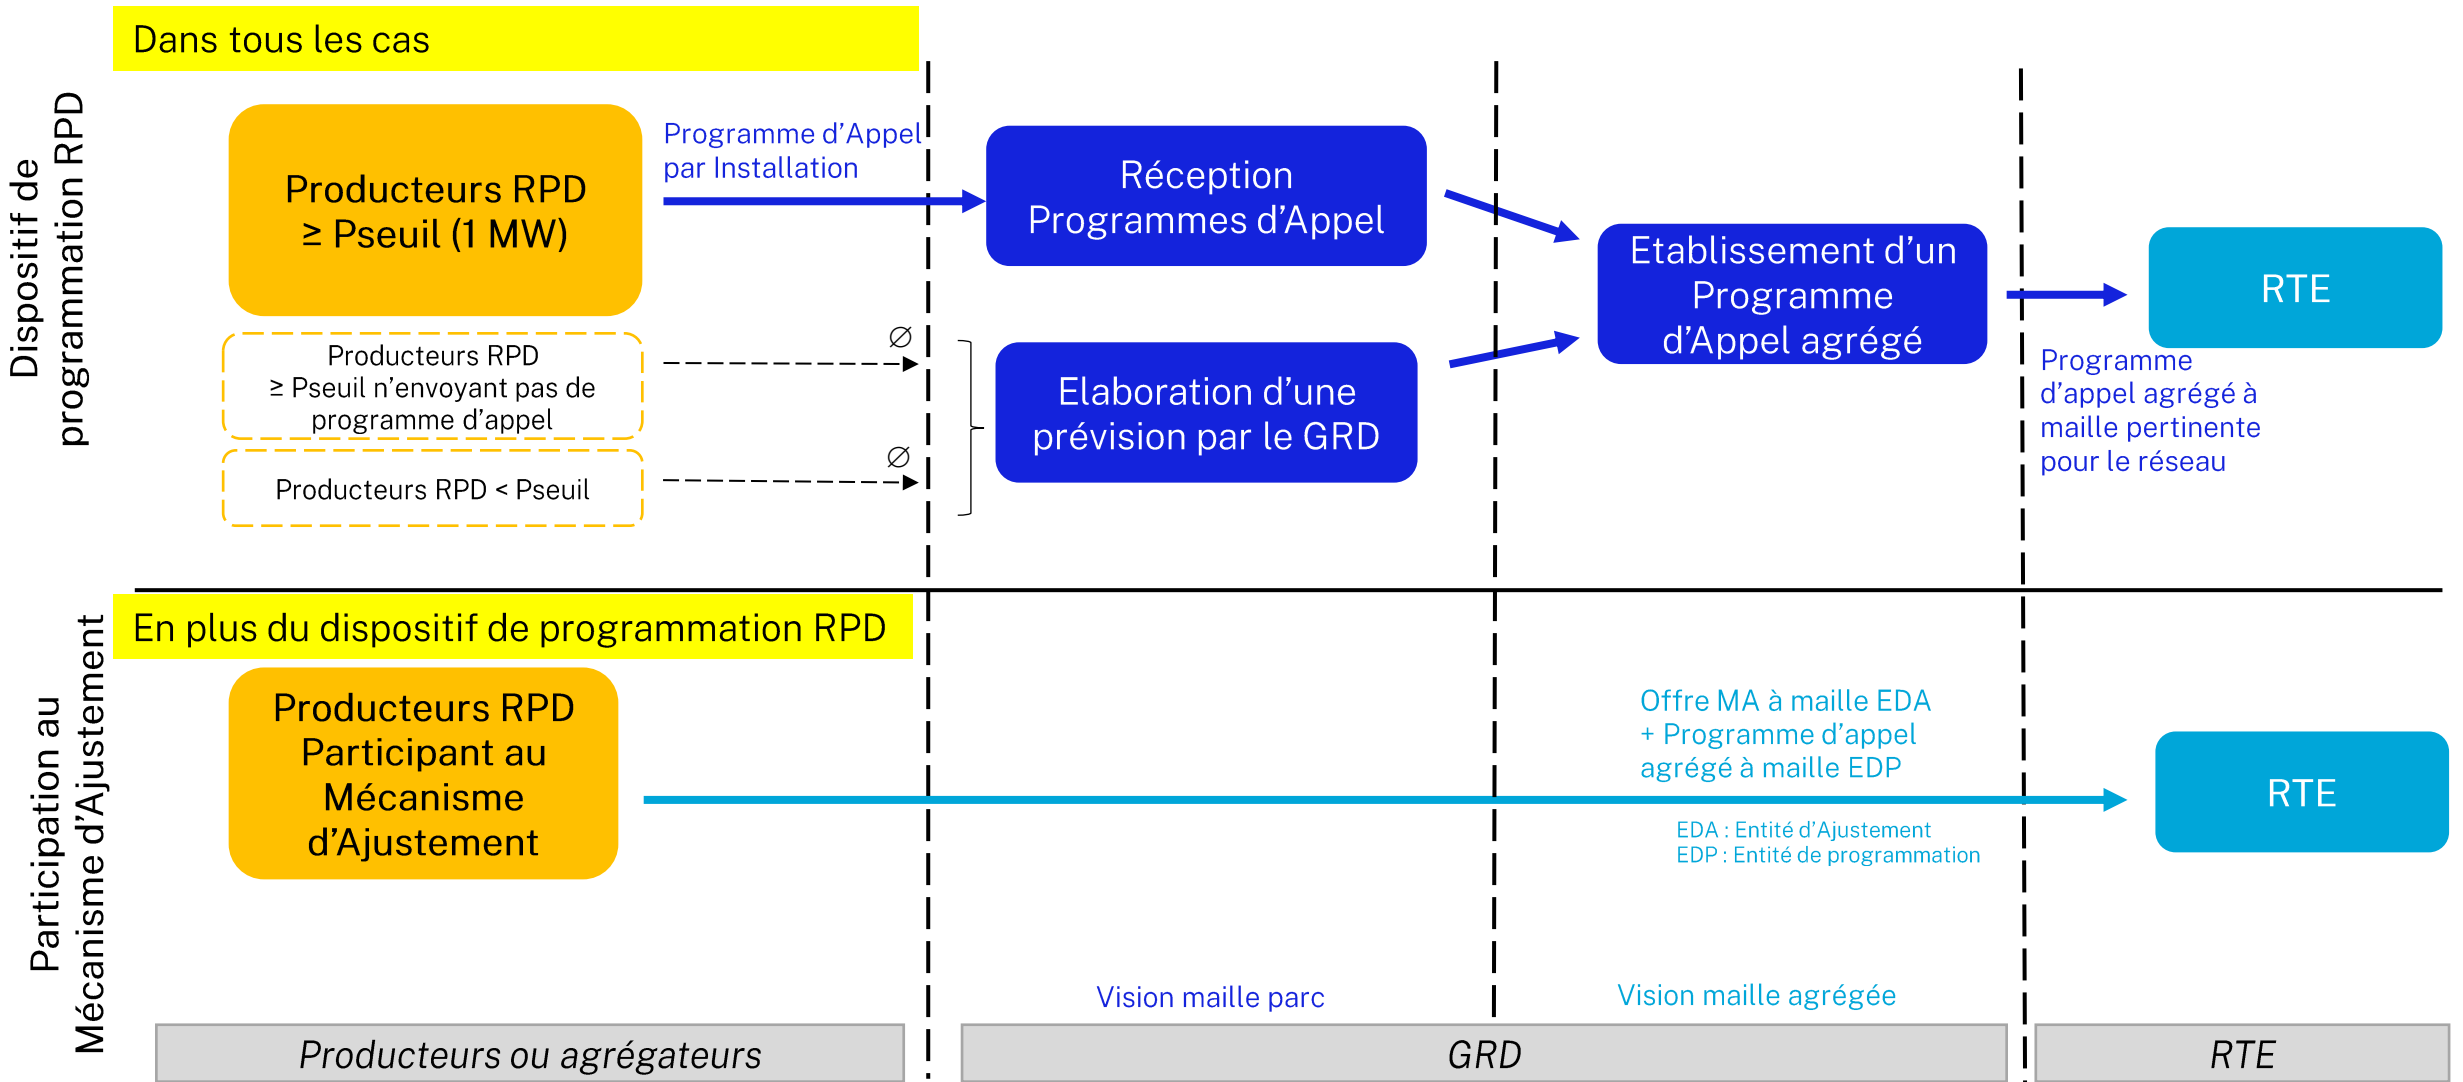 Dans tous les cas
Dispositif de
programmation RPD
Producteurs RPD
≥ Pseuil (1 MW)
Programme d’Appel
par Installation
Réception
Programmes d’Appel
Etablissement d’un
Programme
d’Appel agrégé
RTE
Programme
d’appel agrégé à
maille pertinente
pour le réseau
Producteurs RPD
≥ Pseuil n’envoyant pas de
programme d’appel
∅
Elaboration d’une
prévision par le GRD
Producteurs RPD < Pseuil
∅
En plus du dispositif de programmation RPD
Participation au
Mécanisme d’Ajustement
Producteurs RPD
Participant au
Mécanisme
d’Ajustement
Offre MA à maille EDA
+ Programme d’appel
agrégé à maille EDP
EDA : Entité d’Ajustement
EDP : Entité de programmation
RTE
Vision maille parc
Vision maille agrégée
Producteurs ou agrégateurs
GRD
RTE